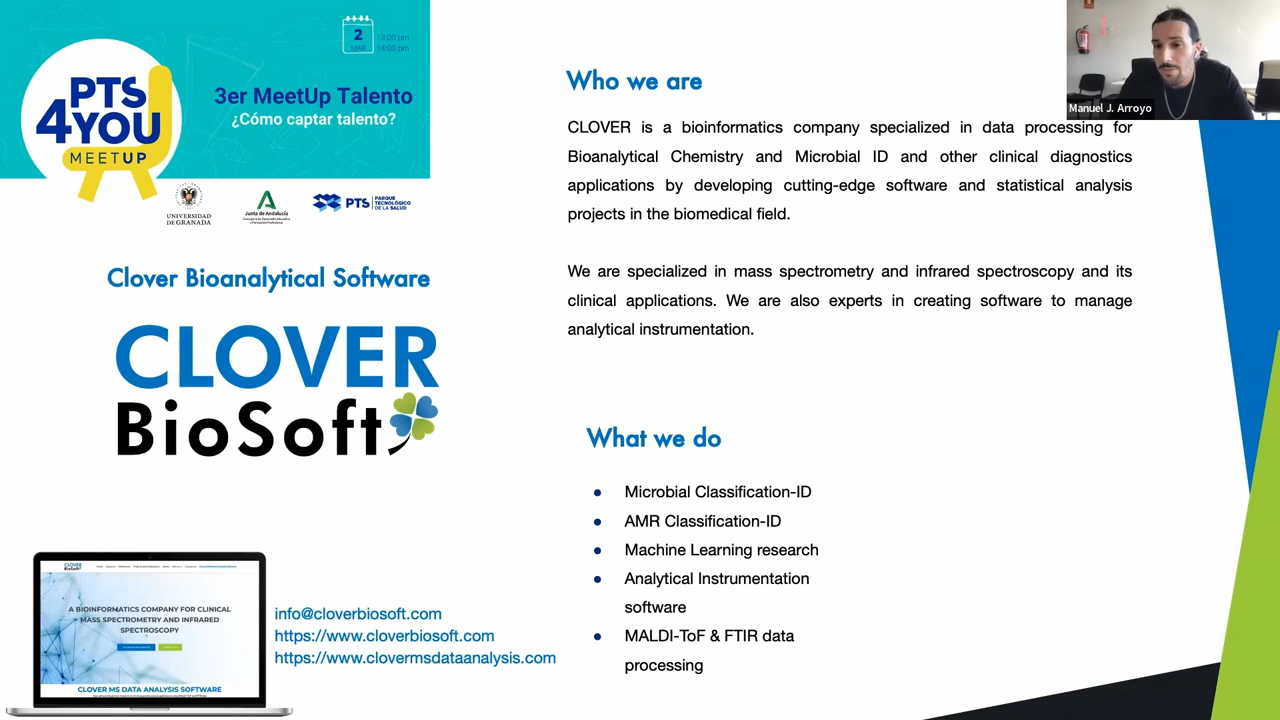 2
MAR
13:00 pm
14:00 pm
3er MeetUp Talento
¿Cómo captar talento?
PTS
4YOU
MEETUP
UNIVERSIDAD
DE GRANADA
Junta de Andalucía
PTS
PARQUE
TECNOLÓGICO
DE LA SALUD
Clover Bioanalytical Software
CLOVER
BioSoft
CLOVER
BioSoft
A BIOINFORMATICS COMPANY FOR CLINICAL
MASS SPECTROMETRY AND INFRARED
SPECTROSCOPY
CLOVER MS DATA ANALYSIS SOFTWARE
info@cloverbiosoft.com
https://www.cloverbiosoft.com
https://www.clovermsdataanalysis.com
Who we are
CLOVER is a bioinformatics company specialized in data processing for
Bioanalytical Chemistry and Microbial ID and other clinical diagnostics
applications by developing cutting-edge software and statistical analysis
projects in the biomedical field.
We are specialized in mass spectrometry and infrared spectroscopy and its
clinical applications. We are also experts in creating software to manage
analytical instrumentation.
What we do
● Microbial Classification-ID
● AMR Classification-ID
● Machine Learning research
● Analytical Instrumentation
software
● MALDI-ToF & FTIR data
processing
Manuel J. Arroyo